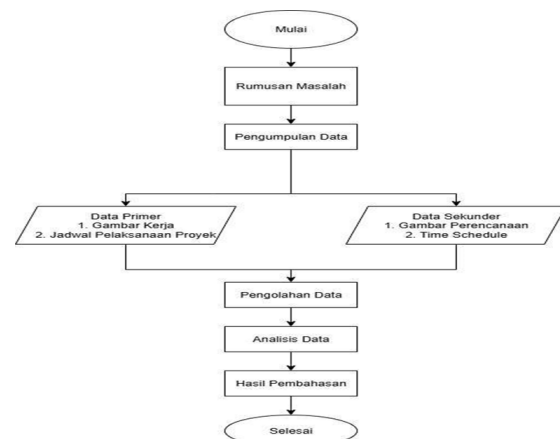 Mulai
Rumusan Masalah
Pengumpulan Data
Data Primer
1. Gambar Kerja
2. Jadwal Pelaksanaan Proyek
Data Sekunder
1. Gambar Perencanaan
2. Time Schedule
Pengolahan Data
Analisis Data
Hasil Pembahasan
Selesai